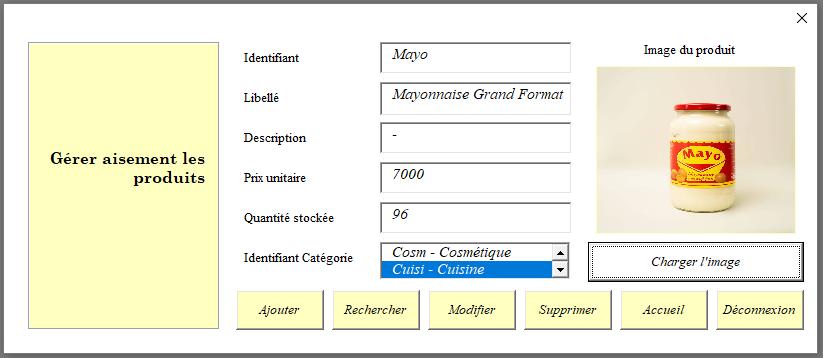 Gérer aisement les
produits
Identifiant
Mayo
Libellé
Mayonnaise Grand Format
Description
-
Prix unitaire
7000
Quantité stockée
96
Identifiant Catégorie
Cosm - Cosmétique
Cuisi - Cuisine
Image du produit
Mayo
Charger l'image
Ajouter
Rechercher
Modifier
Supprimer
Accueil
Déconnexion